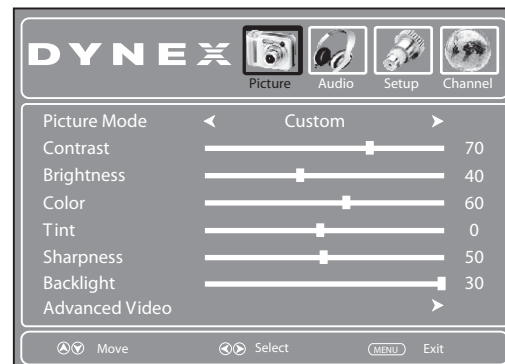 DYNEX
Picture Audio Setup Channel
Picture Mode Custom
Contrast 70
Brightness 40
Color 60
Tint 0
Sharpness 50
Backlight 30
Advanced Video
Move Select MENU Exit